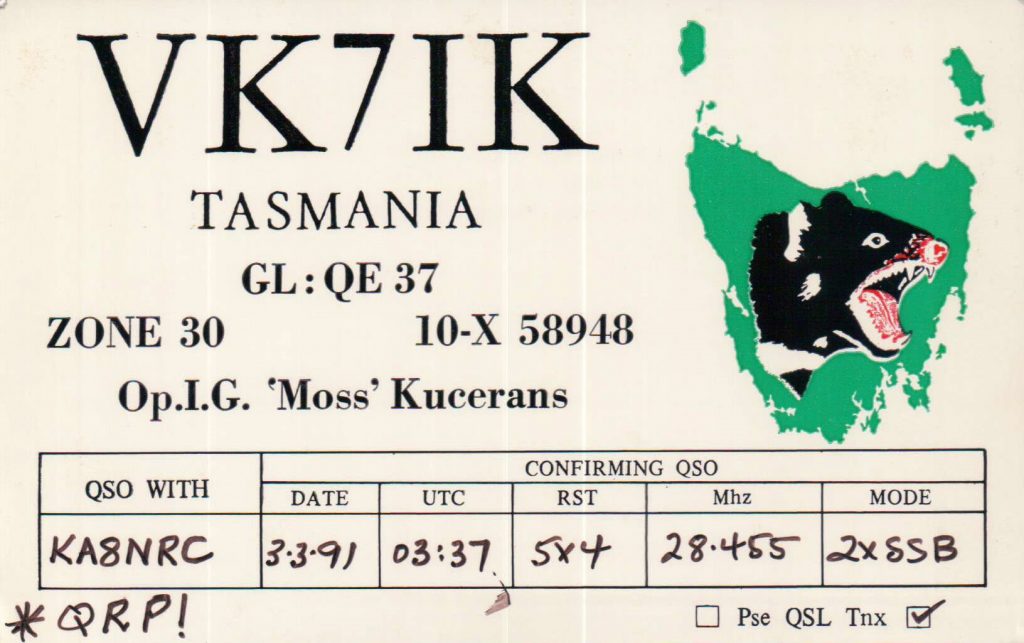 VK7IK
TASMANIA
GL:QE 37
ZONE 30 10-X 58948
Op.I.G. 'Moss' Kucerans
CONFIRMING QSO
QSO WITH DATE UTC RST Mhz MODE
KA8NRC 3·3·91 03:37 5x4 28·455 2xSSB
*QRP!
Pse QSL Tnx